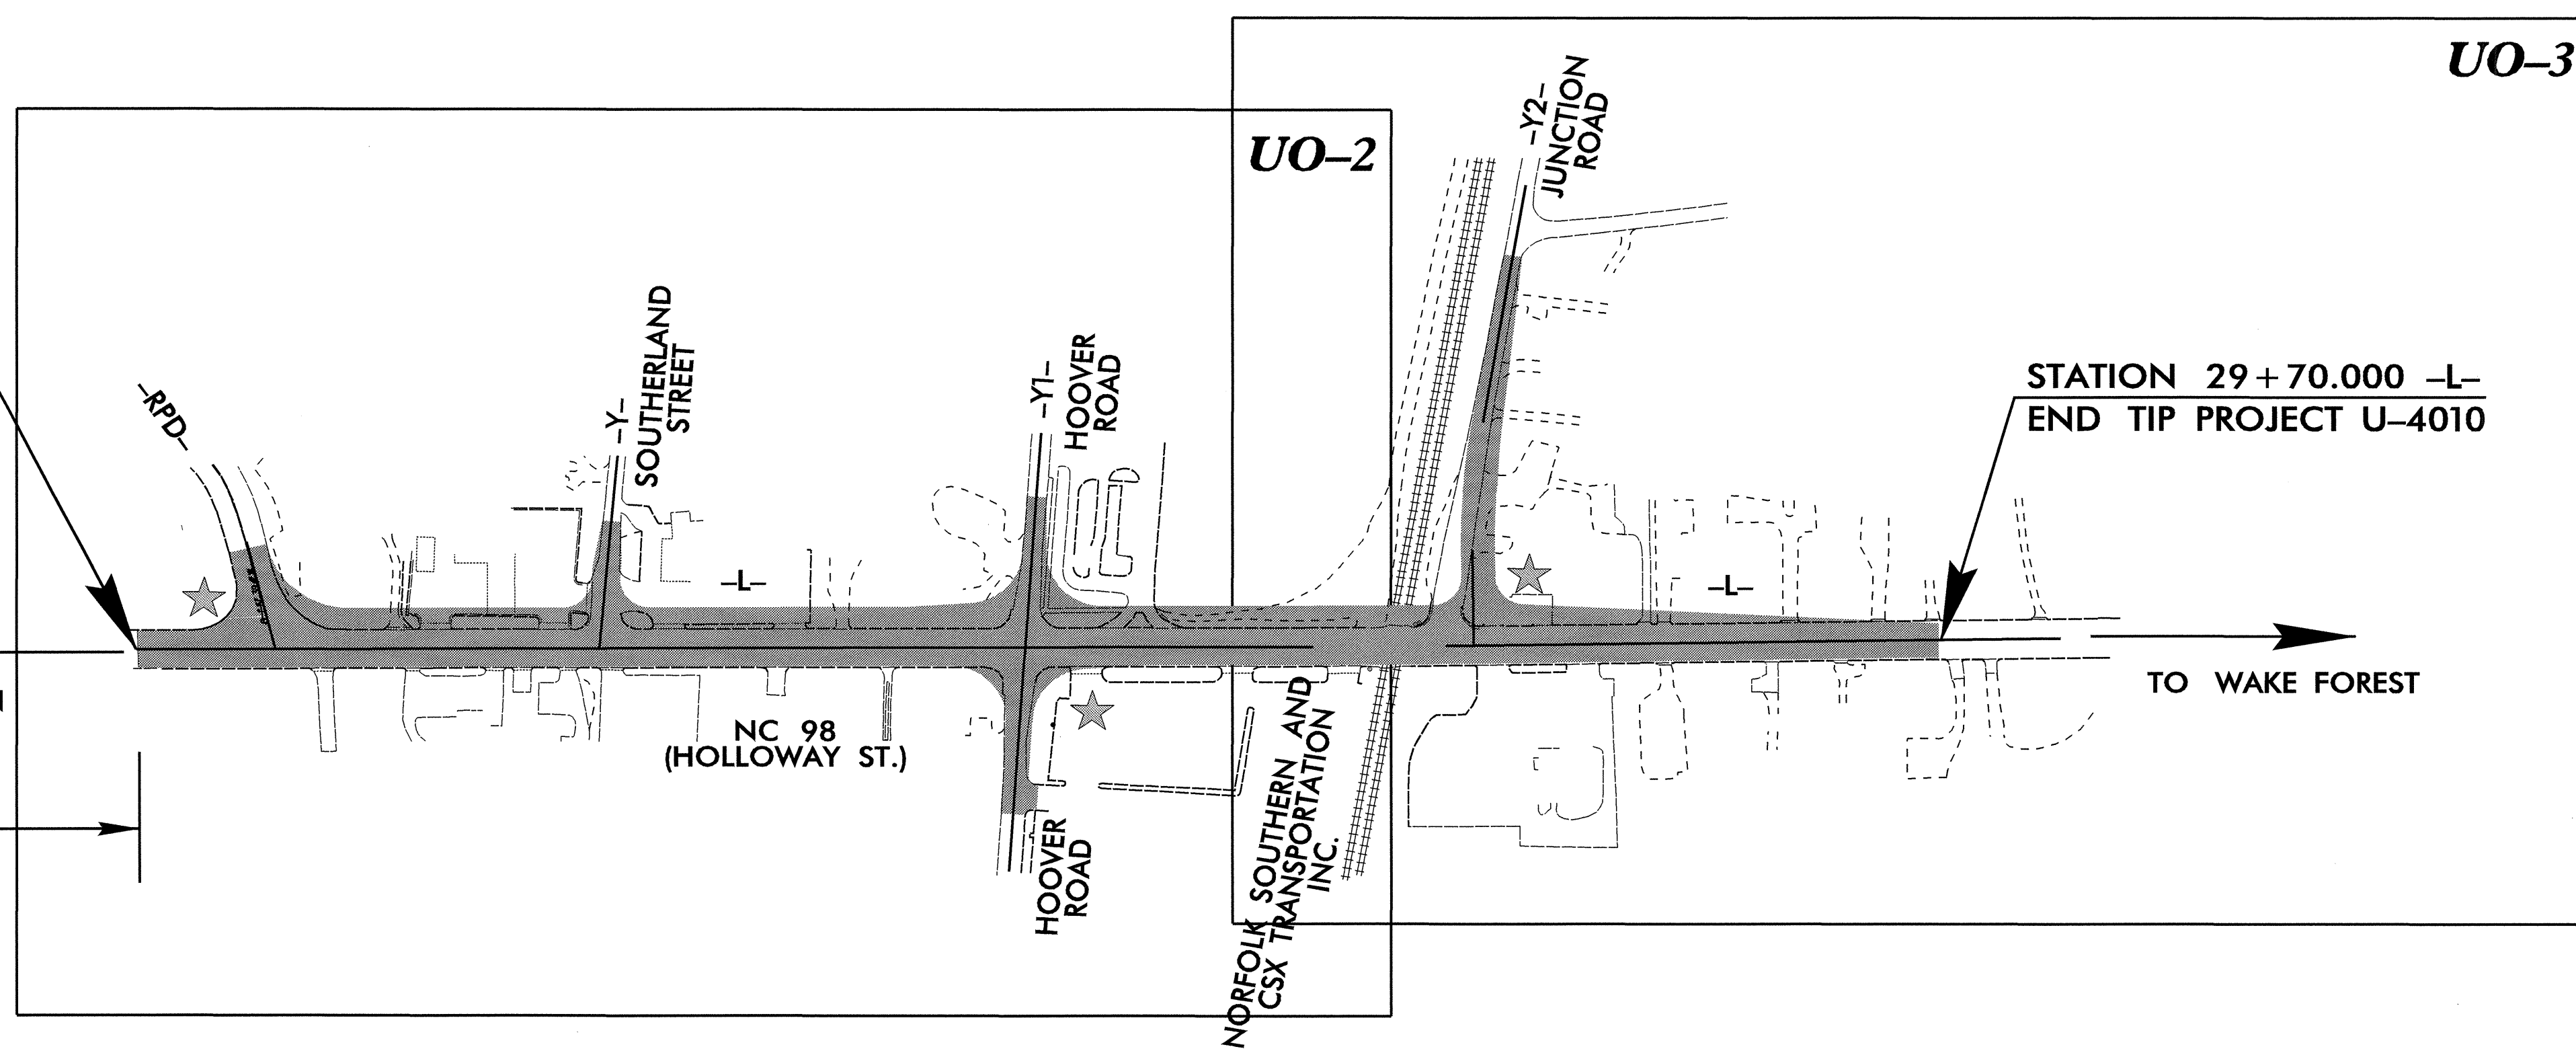 UO–3
UO–2
–Y2–
JUNCTION
ROAD
–RPD–
–Y–
SOUTHERLAND
STREET
–Y1–
HOOVER
ROAD
STATION 29+70.000 –L–
END TIP PROJECT U–4010
–L–
–L–
TO WAKE FOREST
NC 98
(HOLLOWAY ST.)
HOOVER
ROAD
NORFOLK SOUTHERN AND
CSX TRANSPORTATION
INC.